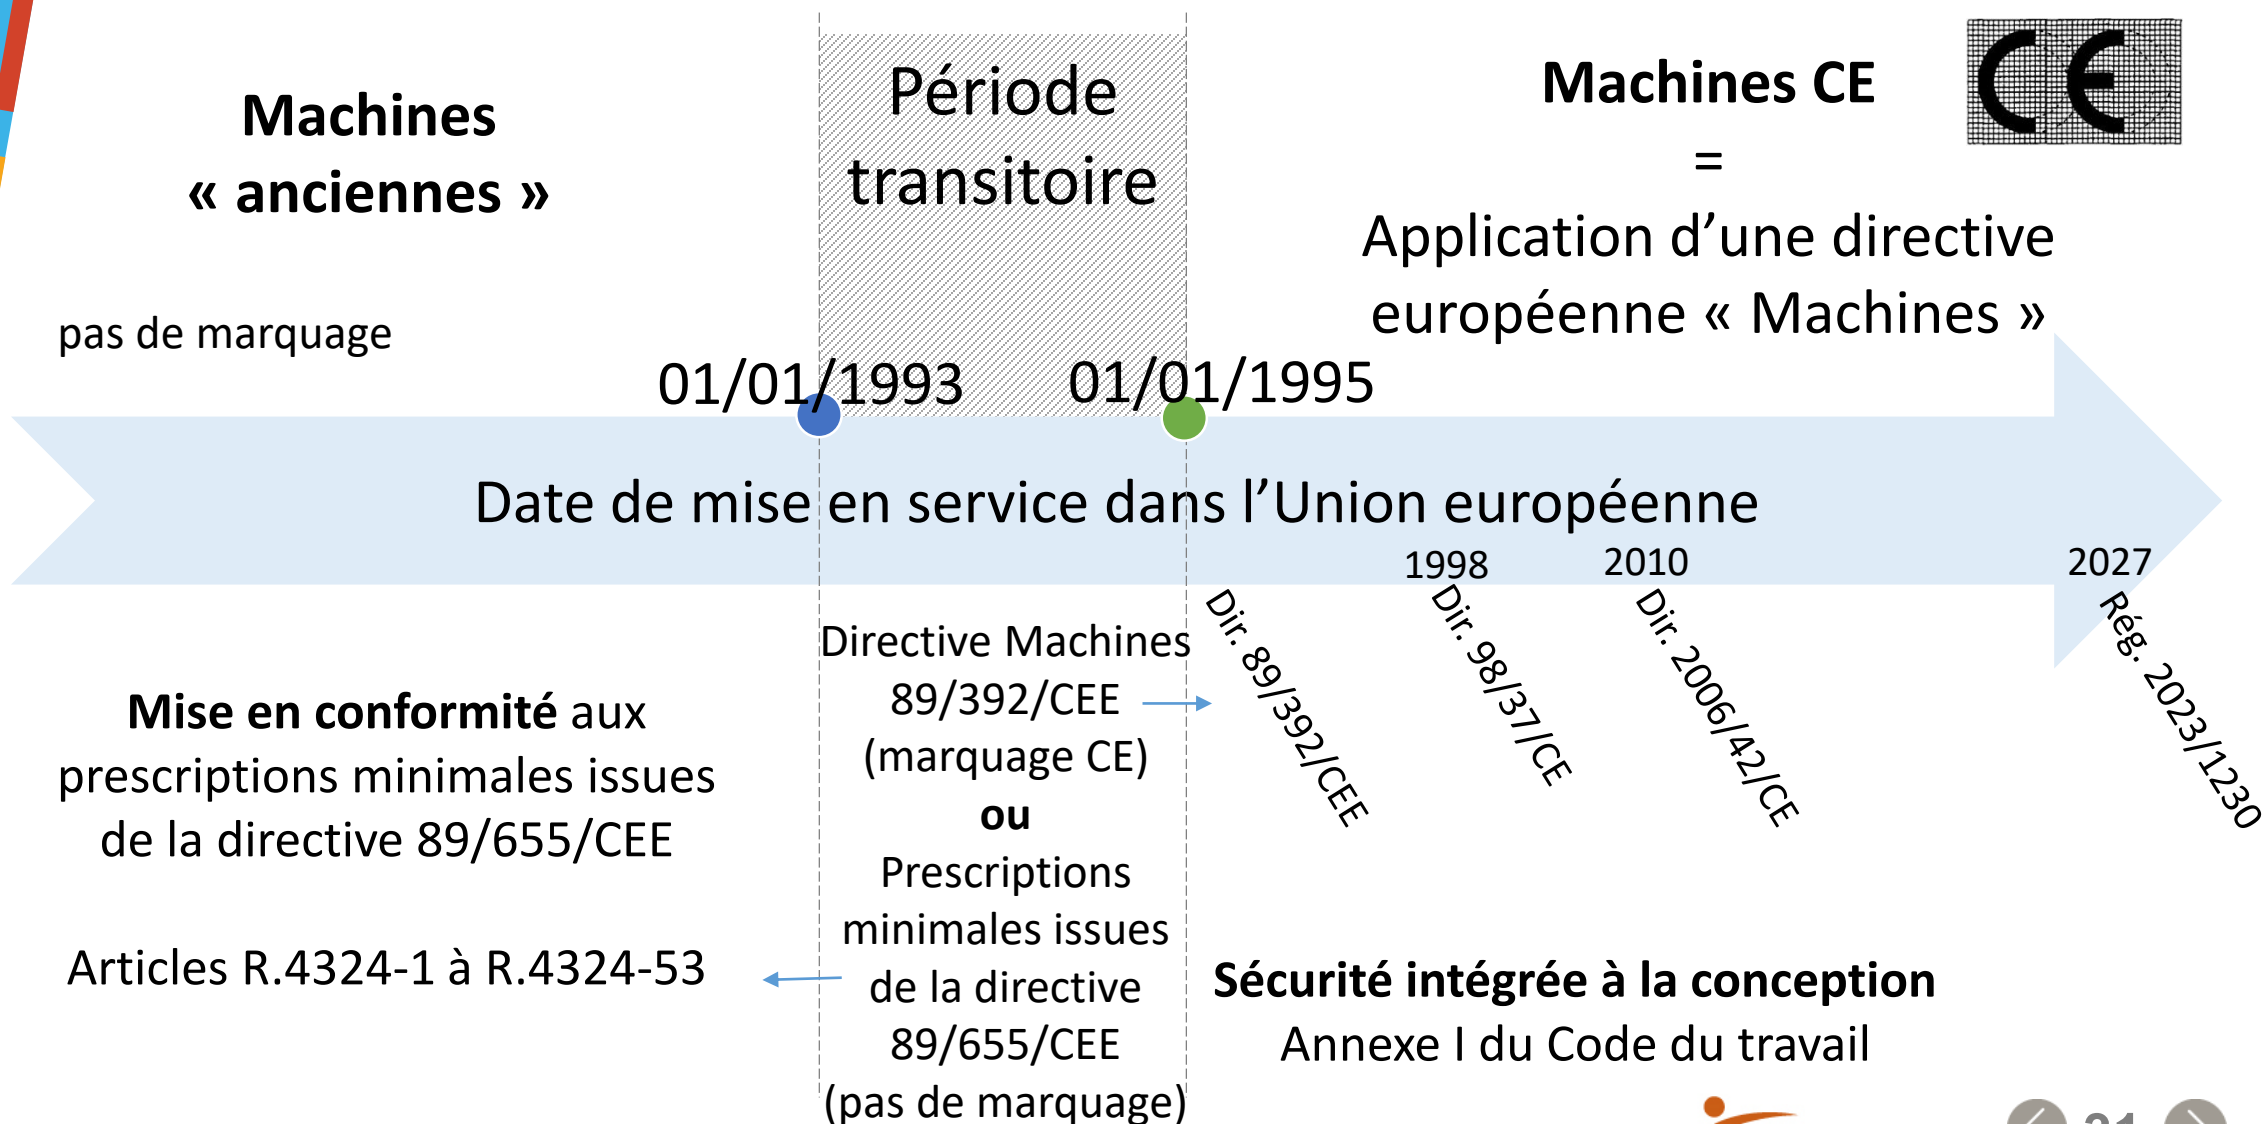 Machines
« anciennes »
pas de marquage
Période
transitoire
Machines CE
=
Application d’une directive
européenne « Machines »
CE
01/01/1993
01/01/1995
Date de mise en service dans l’Union européenne
1998
2010
2027
Dir. 89/392/CEE
Dir. 98/37/CE
Dir. 2006/42/CE
Rég. 2023/1230
Mise en conformité aux
prescriptions minimales issues
de la directive 89/655/CEE
Articles R.4324-1 à R.4324-53
Directive Machines
89/392/CEE
(marquage CE)
ou
Prescriptions
minimales issues
de la directive
89/655/CEE
(pas de marquage)
Sécurité intégrée à la conception
Annexe I du Code du travail